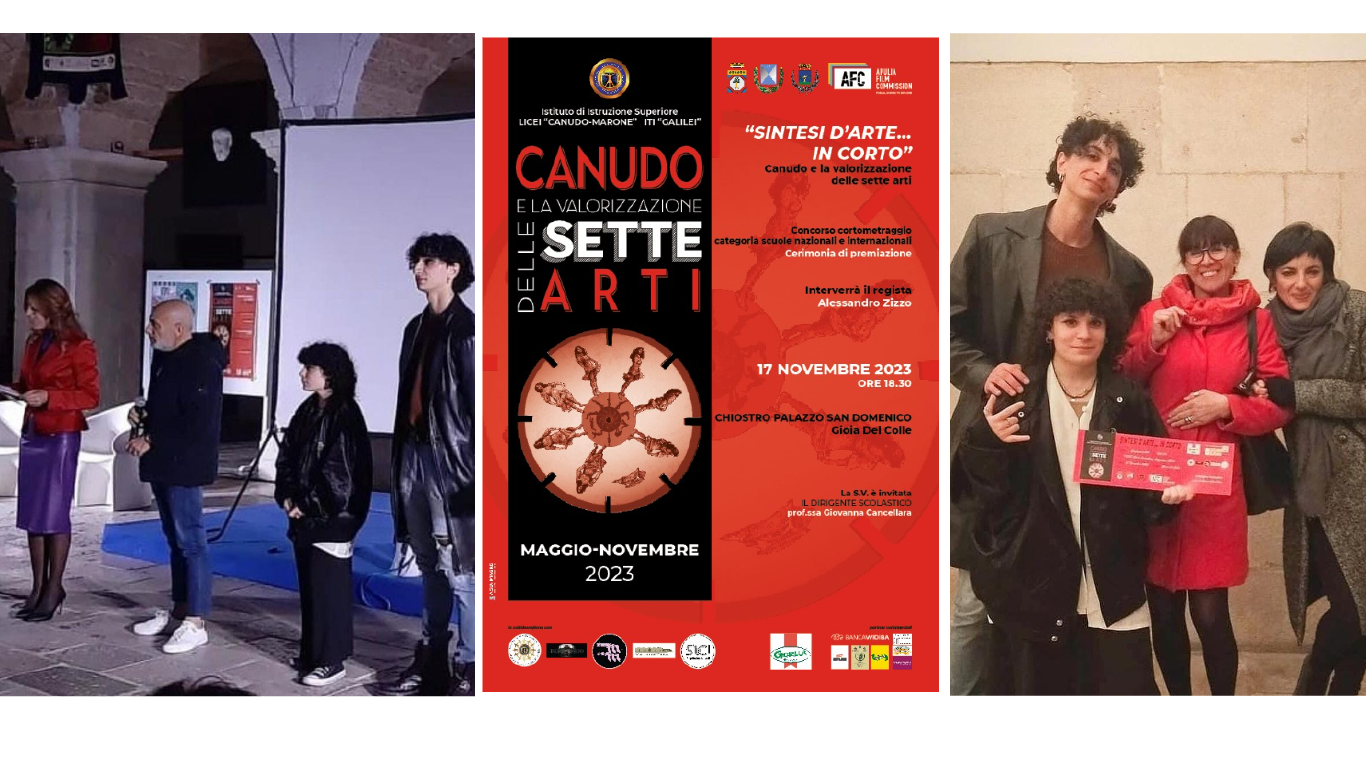 Istituto di Istruzione Superiore
LICEI “CANUDO-MARONE” ITI “GALILEI”
CANUDO
E LA VALORIZZAZIONE
DELLE SETTE
ARTI
MAGGIO-NOVEMBRE
2023
AFC
APULIA
FILM
COMMISSION
“SINTESI D’ARTE...
IN CORTO”
Canudo e la valorizzazione
delle sette arti
Concorso cortometraggio
categoria scuole nazionali e internazionali
Cerimonia di premiazione
Interverrà il regista
Alessandro Zizzo
17 NOVEMBRE 2023
ORE 18.30
CHIOSTRO PALAZZO SAN DOMENICO
Gioia Del Colle
La S.V. è invitata
IL DIRIGENTE SCOLASTICO
prof.ssa Giovanna Cancellara
BANCAWIDIBA
SINTESI D'ARTE... IN CORTO